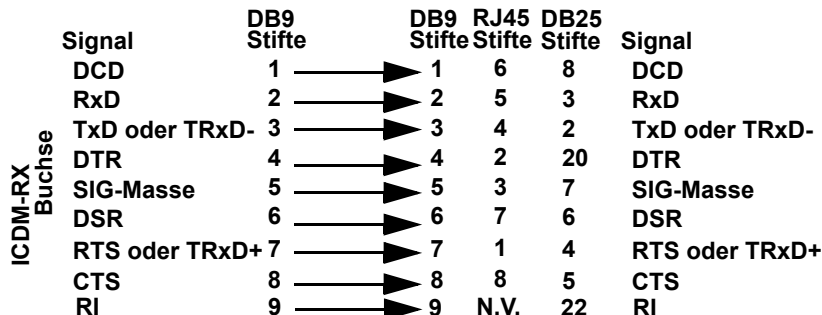 Signal DB9 Stifte DB9 Stifte RJ45 Stifte DB25 Stifte Signal
DCD 1 1 6 8 DCD
RxD 2 2 5 3 RxD
TxD oder TRxD- 3 3 4 2 TxD oder TRxD-
DTR 4 4 2 20 DTR
SIG-Masse 5 5 3 7 SIG-Masse
DSR 6 6 7 6 DSR
RTS oder TRxD+ 7 7 1 4 RTS oder TRxD+
CTS 8 8 8 5 CTS
RI 9 9 N.V. 22 RI
ICDM-RX
Buchse